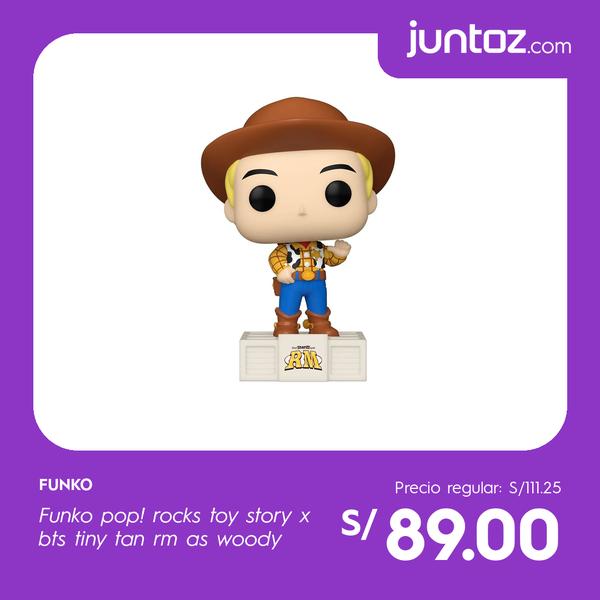 juntoz.com
RM
FUNKO
Precio regular: S/111.25
Funko pop! rocks toy story x
bts tiny tan rm as woody
S/ 89.00